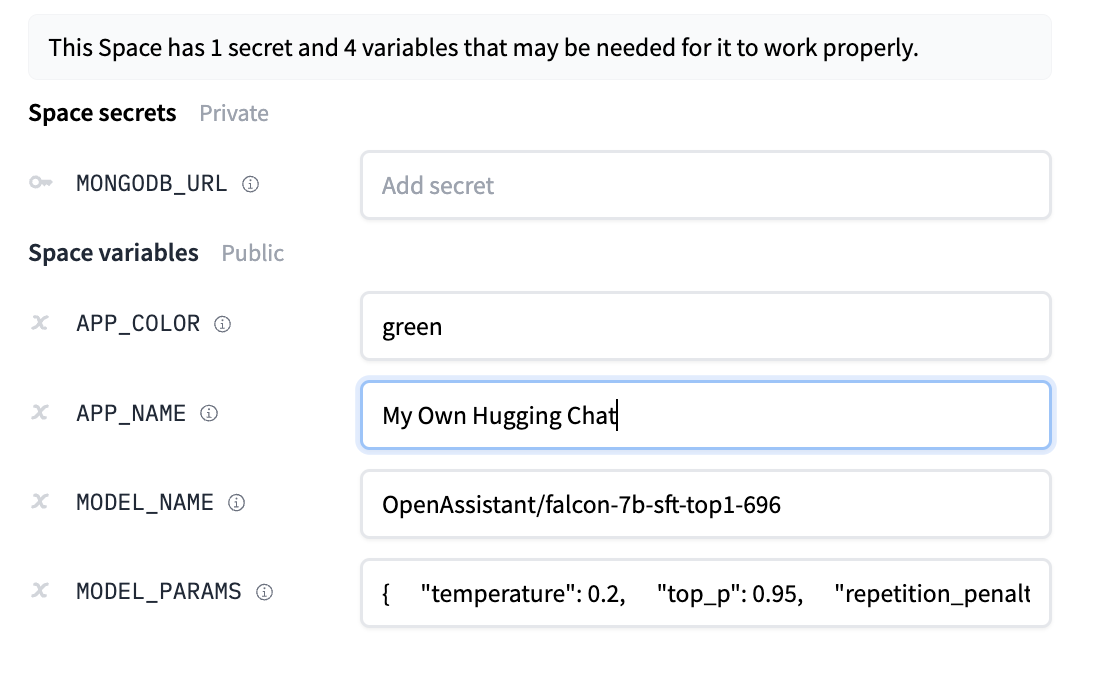 This Space has 1 secret and 4 variables that may be needed for it to work properly.
Space secrets Private
MONGODB_URL Add secret
Space variables Public
APP_COLOR green
APP_NAME My Own Hugging Chat
MODEL_NAME OpenAssistant/falcon-7b-sft-top1-696
MODEL_PARAMS { "temperature": 0.2, "top_p": 0.95, "repetition_penalt